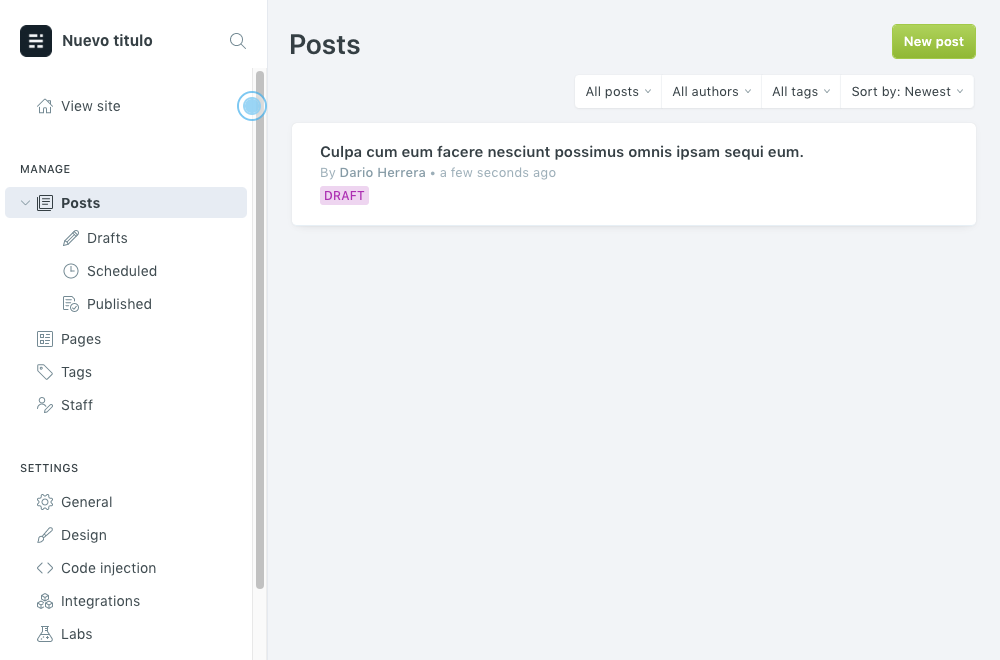 Nuevo titulo
View site
MANAGE
Posts
Drafts
Scheduled
Published
Pages
Tags
Staff
SETTINGS
General
Design
Code injection
Integrations
Labs
Posts
New post
All posts
All authors
All tags
Sort by: Newest
Culpa cum eum facere nesciunt possimus omnis ipsam sequi eum.
By Dario Herrera • a few seconds ago
DRAFT